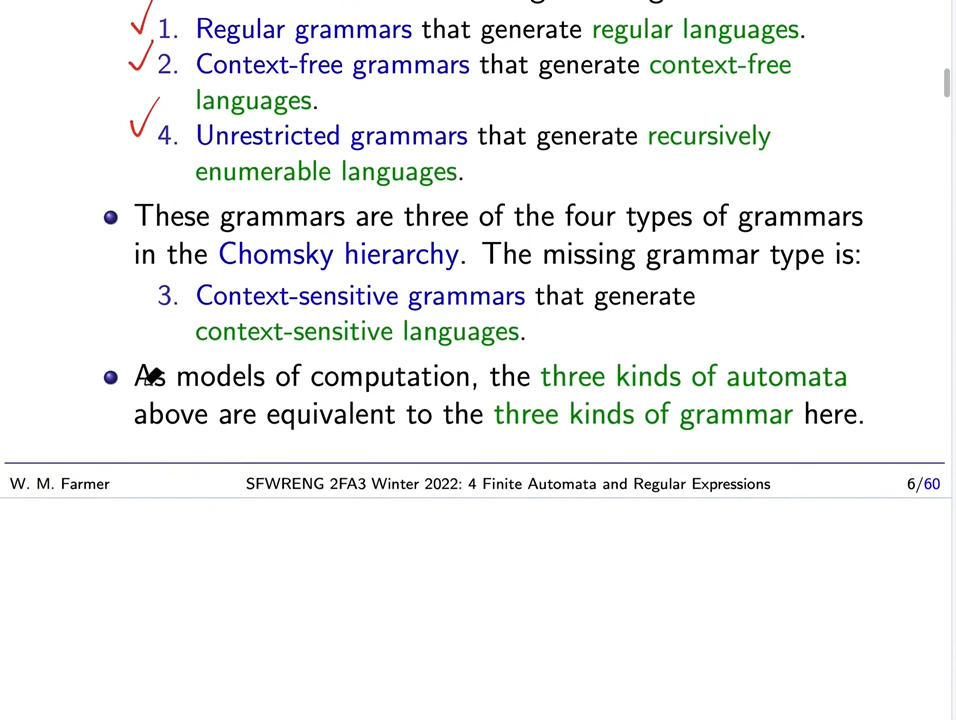 1. Regular grammars that generate regular languages.
2. Context-free grammars that generate context-free
languages.
4. Unrestricted grammars that generate recursively
enumerable languages.
These grammars are three of the four types of grammars
in the Chomsky hierarchy. The missing grammar type is:
3. Context-sensitive grammars that generate
context-sensitive languages.
As models of computation, the three kinds of automata
above are equivalent to the three kinds of grammar here.
W. M. Farmer SFWRENG 2FA3 Winter 2022: 4 Finite Automata and Regular Expressions 6/60